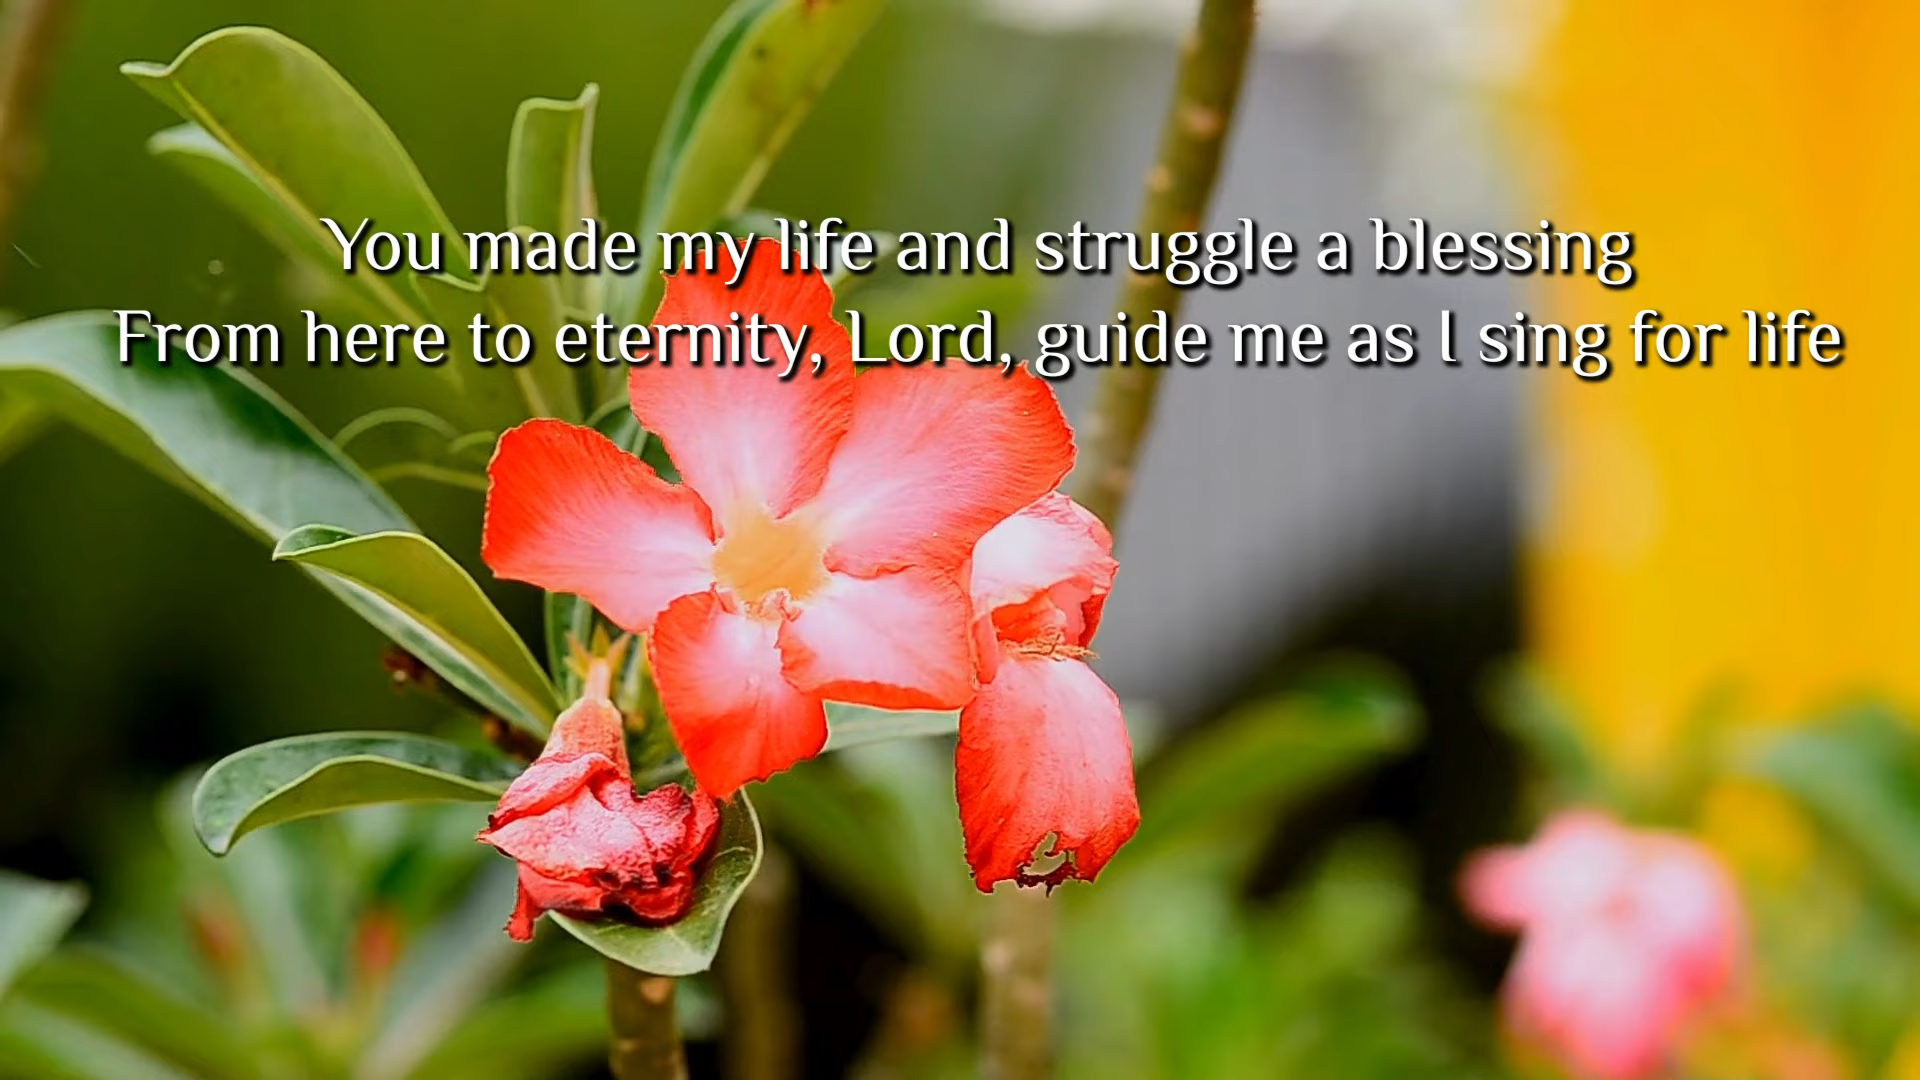 You made my life and struggle a blessing
From here to eternity, Lord, guide me as I sing for life